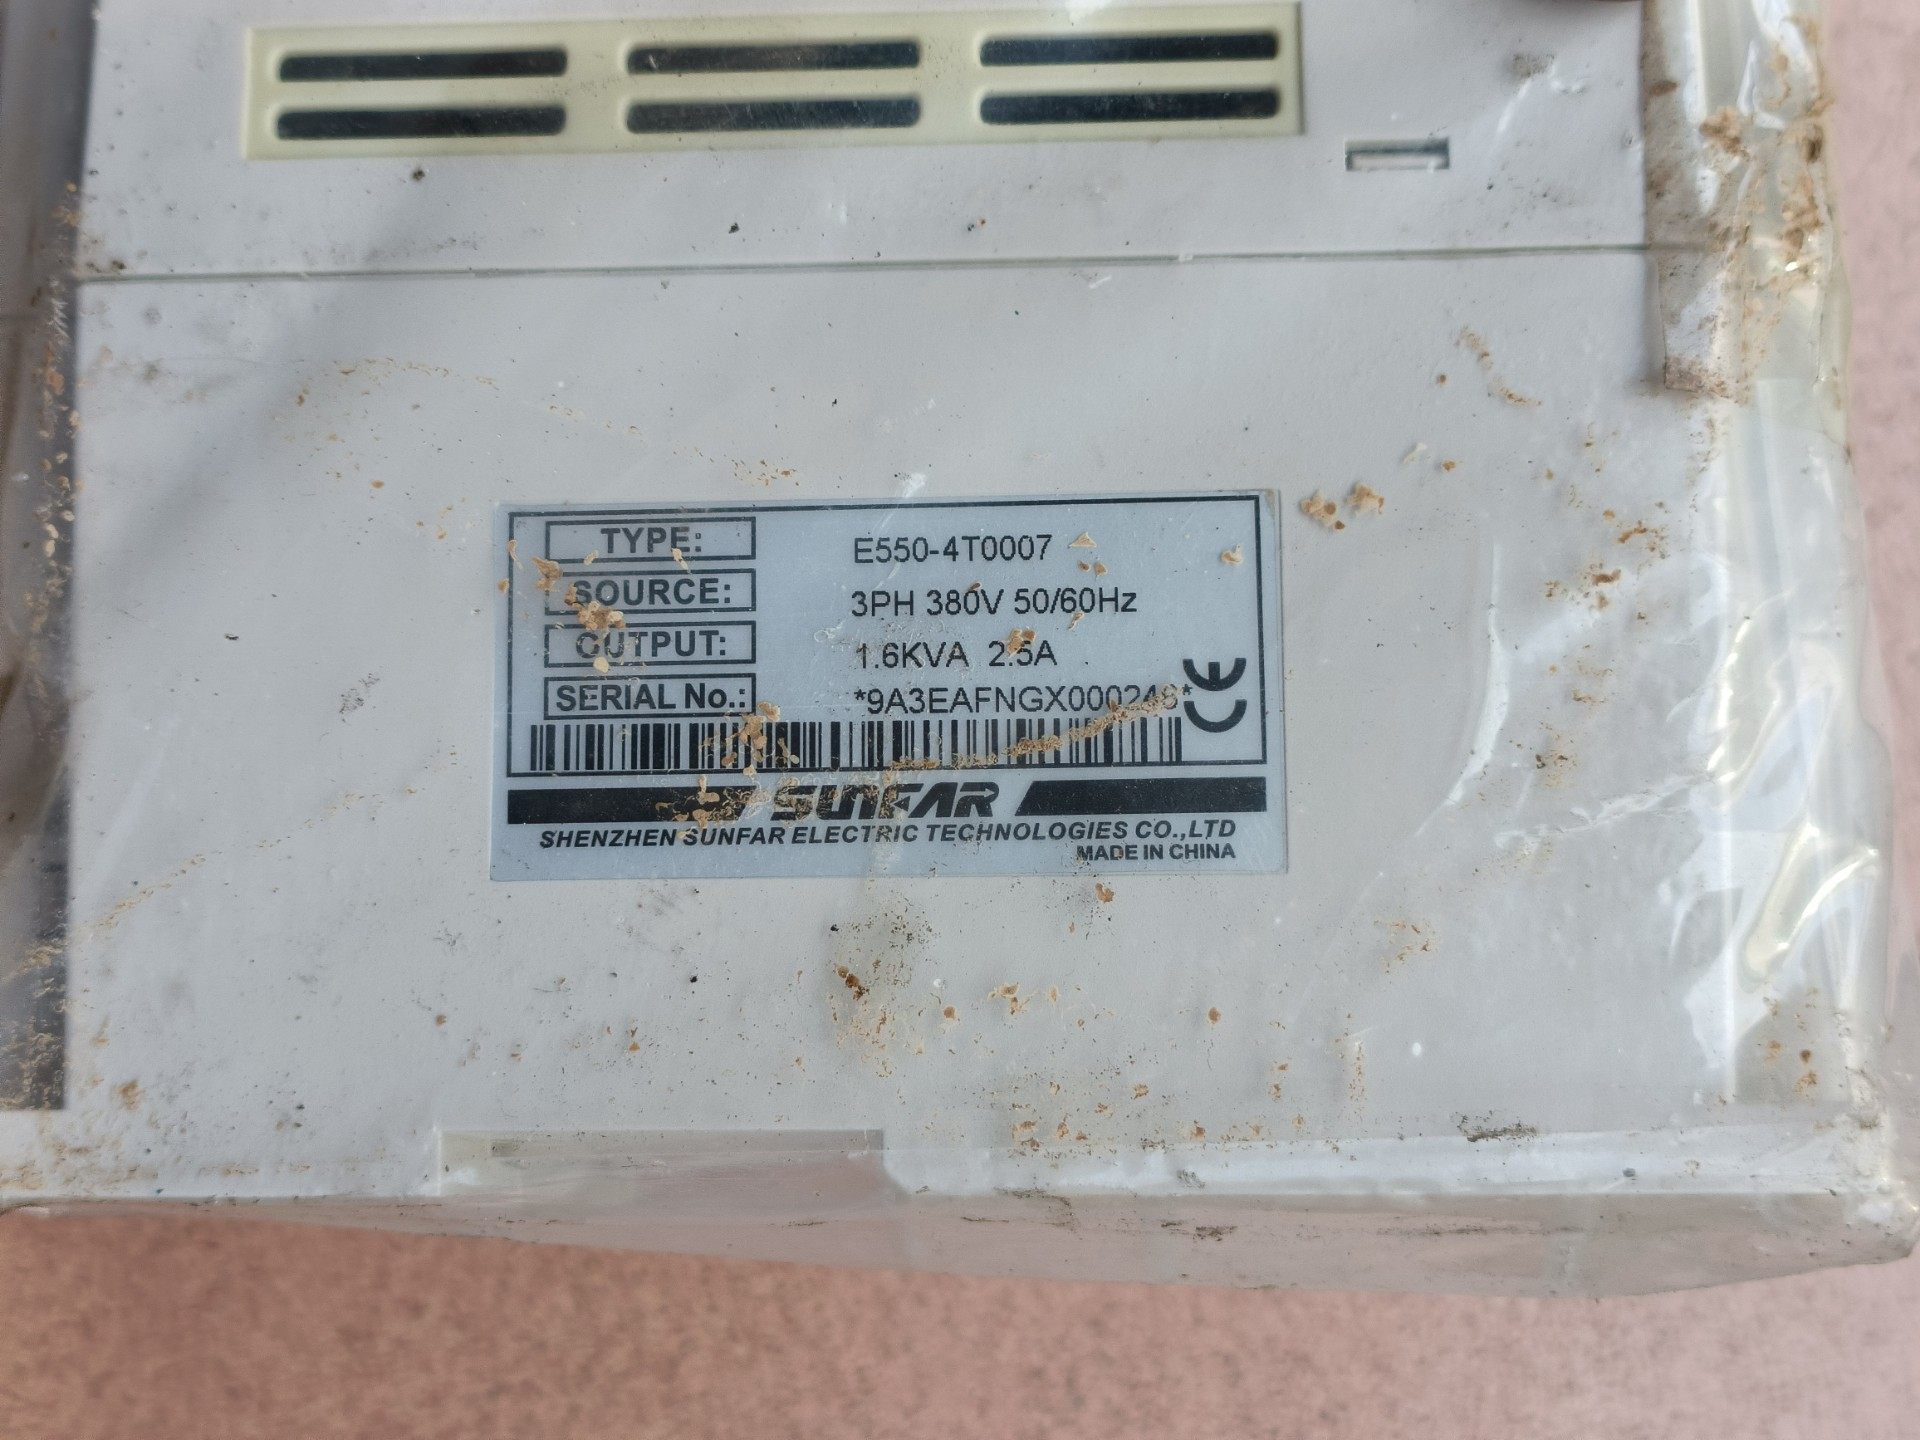 TYPE: E550-4T0007
SOURCE: 3PH 380V 50/60Hz
OUTPUT: 1.6KVA 2.5A
SERIAL No.: *9A3EAFNGX000246*
CE
SUNFAR
SHENZHEN SUNFAR ELECTRIC TECHNOLOGIES CO.,LTD
MADE IN CHINA